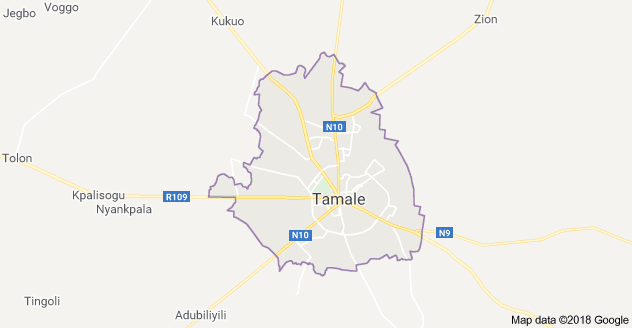 Voggo
Jegbo
Kukuo
Zion
N10
Tolon
Kpalisogu
R109
Nyankpala
Tamale
N10
N9
Tingoli
Adubiliyili
Map data ©2018 Google